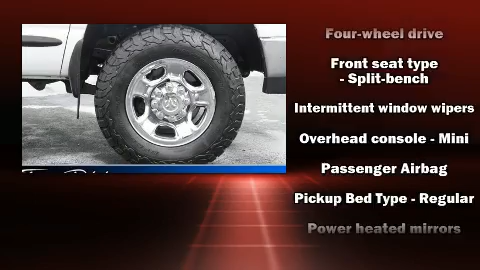 Four-wheel drive
Front seat type
- Split-bench
Intermittent window wipers
Overhead console - Mini
Passenger Airbag
Pickup Bed Type - Regular
Power heated mirrors